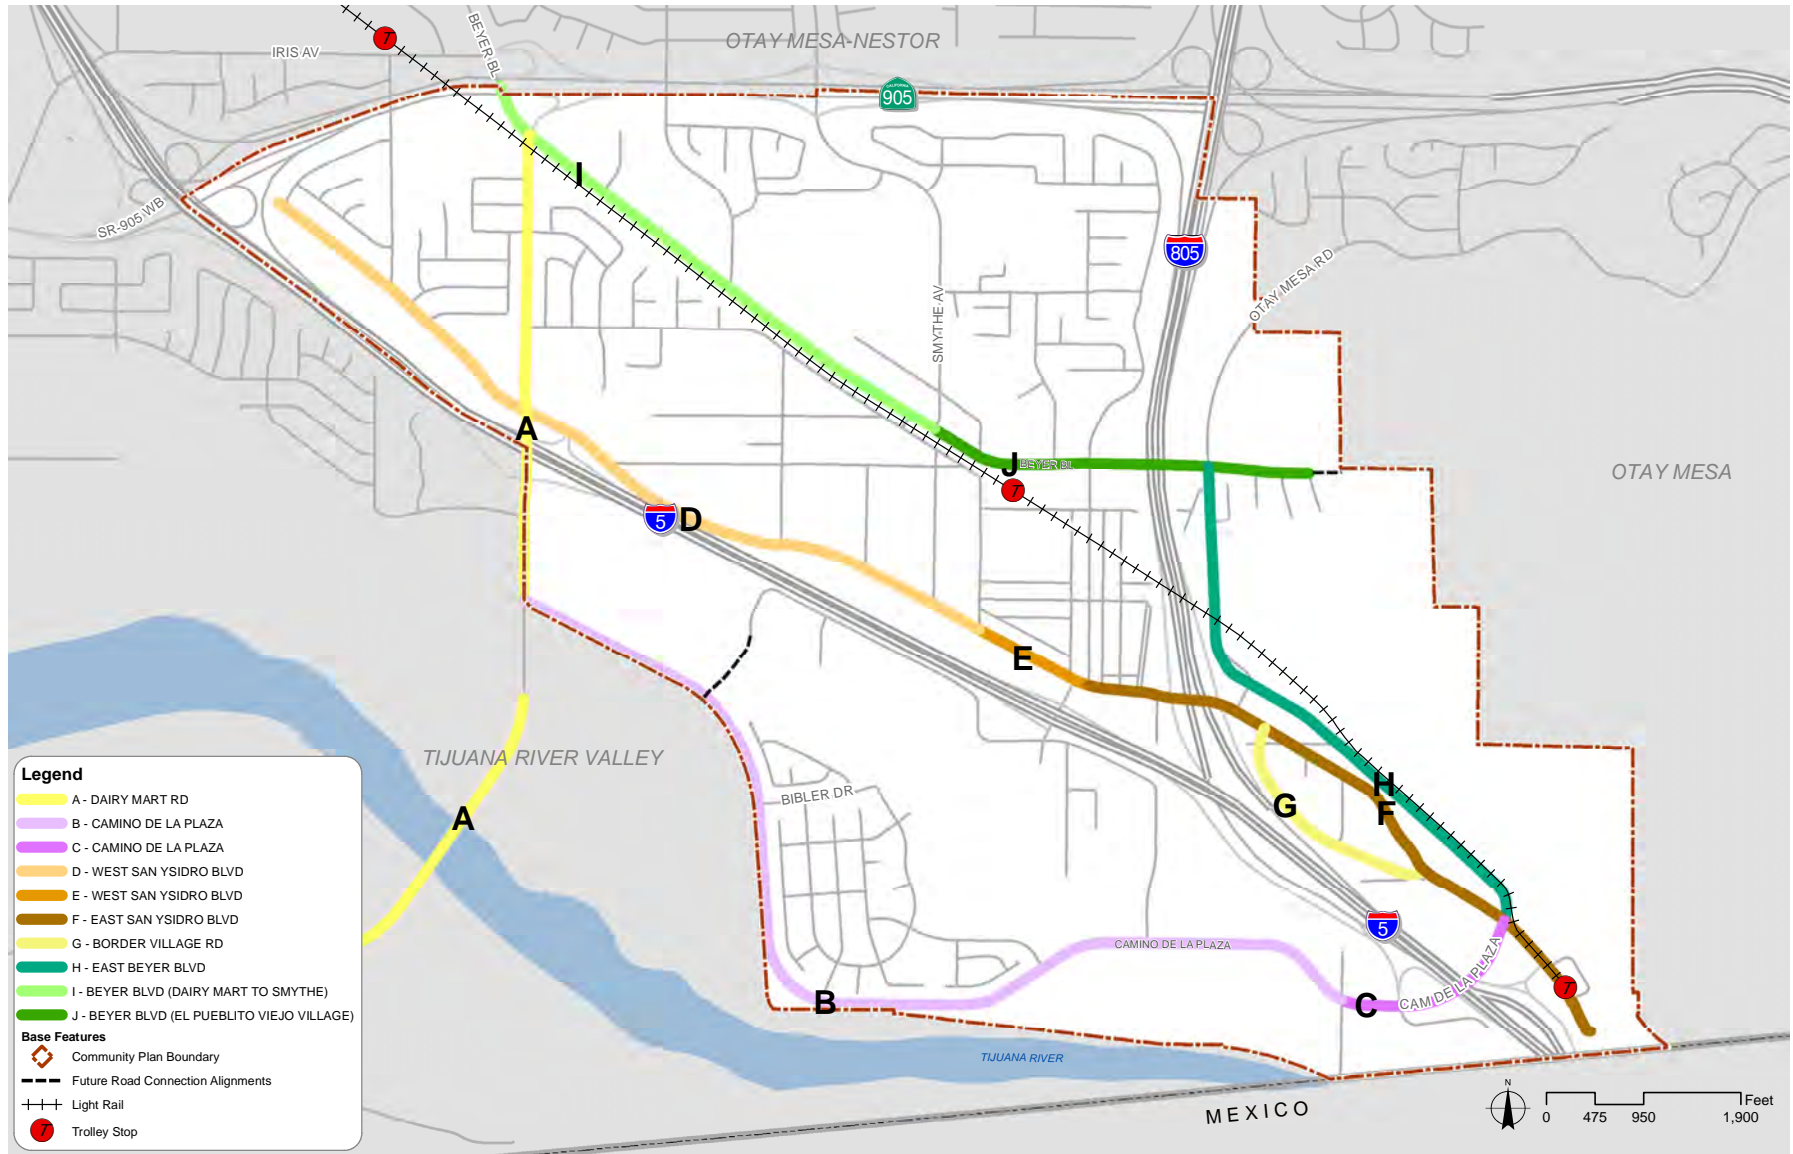 BEYER BL
IRIS AV
OTAY MESA-NESTOR
CALIFORNIA
905
SR-905 WB
I
805
OTAY MESA RD
SMYTHE AV
A
J
BEYER BL
T
T
OTAY MESA
5
D
E
TIJUANA RIVER VALLEY
A
BIBLER DR
G
H
F
5
CAMINO DE LA PLAZA
CAM DE LA PLAZA
B
C
T
TIJUANA RIVER
MEXICO
N
0 475 950 1,900
Feet
Legend
A - DAIRY MART RD
B - CAMINO DE LA PLAZA
C - CAMINO DE LA PLAZA
D - WEST SAN YSIDRO BLVD
E - WEST SAN YSIDRO BLVD
F - EAST SAN YSIDRO BLVD
G - BORDER VILLAGE RD
H - EAST BEYER BLVD
I - BEYER BLVD (DAIRY MART TO SMYTHE)
J - BEYER BLVD (EL PUEBLITO VIEJO VILLAGE)
Base Features
Community Plan Boundary
Future Road Connection Alignments
Light Rail
T Trolley Stop